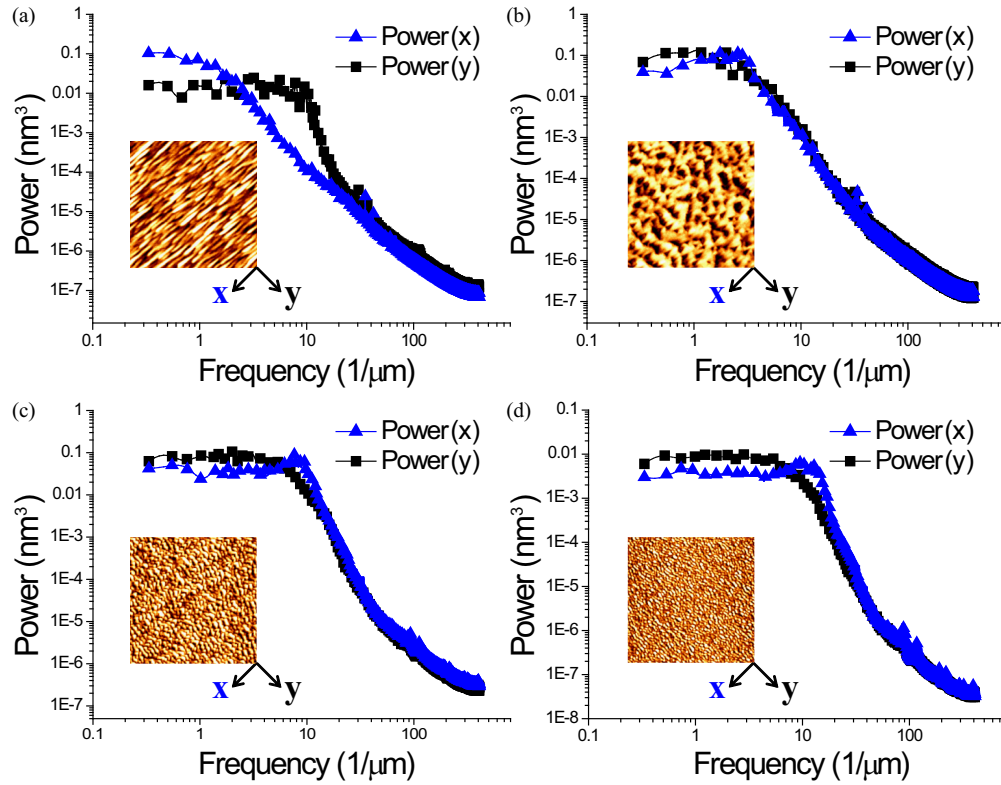 (a)
Power(x)
Power(y)
Power (nm³)
1
0.1
0.01
1E-3
1E-4
1E-5
1E-6
1E-7
x y
0.1 1 10 100
Frequency (1/μm)
(b)
Power(x)
Power(y)
Power (nm³)
1
0.1
0.01
1E-3
1E-4
1E-5
1E-6
1E-7
x y
0.1 1 10 100
Frequency (1/μm)
(c)
Power(x)
Power(y)
Power (nm³)
1
0.1
0.01
1E-3
1E-4
1E-5
1E-6
1E-7
x y
0.1 1 10 100
Frequency (1/μm)
(d)
Power(x)
Power(y)
Power (nm³)
0.1
0.01
1E-3
1E-4
1E-5
1E-6
1E-7
1E-8
x y
0.1 1 10 100
Frequency (1/μm)